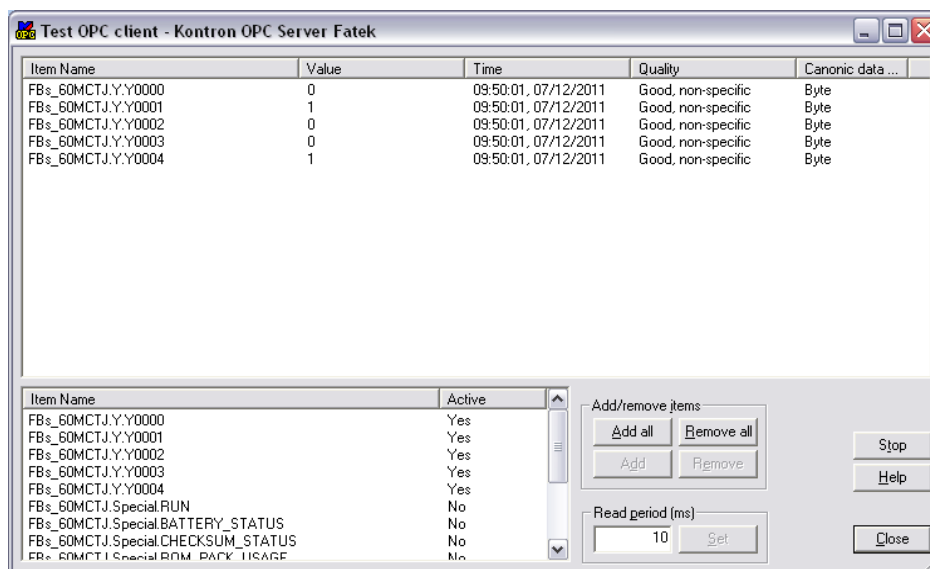 Test OPC client - Kontron OPC Server Fatek
Item Name Value Time Quality Canonic data ...
FBs_60MCTJ.Y.Y0000 0 09:50:01, 07/12/2011 Good, non-specific Byte
FBs_60MCTJ.Y.Y0001 1 09:50:01, 07/12/2011 Good, non-specific Byte
FBs_60MCTJ.Y.Y0002 0 09:50:01, 07/12/2011 Good, non-specific Byte
FBs_60MCTJ.Y.Y0003 0 09:50:01, 07/12/2011 Good, non-specific Byte
FBs_60MCTJ.Y.Y0004 1 09:50:01, 07/12/2011 Good, non-specific Byte
Item Name Active
FBs_60MCTJ.Y.Y0000 Yes
FBs_60MCTJ.Y.Y0001 Yes
FBs_60MCTJ.Y.Y0002 Yes
FBs_60MCTJ.Y.Y0003 Yes
FBs_60MCTJ.Y.Y0004 Yes
FBs_60MCTJ.Special.RUN No
FBs_60MCTJ.Special.BATTERY_STATUS No
FBs_60MCTJ.Special.CHECKSUM_STATUS No
FBs_60MCTJ.Special.ROM_PACK_USAGE No
Add/remove items
Add all Remove all
Add Remove
Read period (ms)
10 Set
Stop
Help
Close